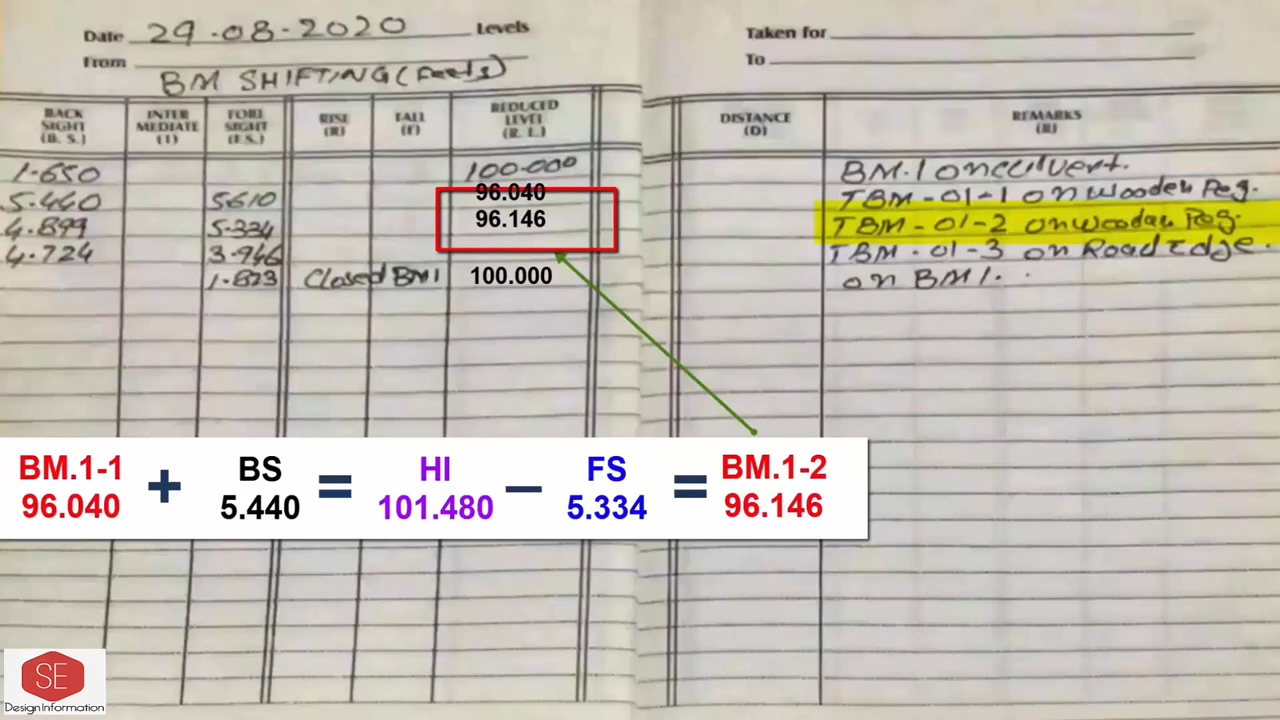 Date 29-08-2020 Levels
From
BM SHIFTING (Feets)
Taken for
To
BACK SIGHT (B. S.) INTER MEDIATE (I) FORE SIGHT (F.S.) RISE (R) FALL (F) REDUCED LEVEL (R. L.) DISTANCE (D) REMARKS (R)
1.650 100.000 BM.1 on culvert.
5.440 5.610 96.040 TBM-01-1 on wooden Peg.
4.899 5.334 96.146 TBM-01-2 on wooden Peg.
4.724 3.946 TBM-01-3 on Road Edge.
1.823 Closed BM1 100.000 on BM1.
BM.1-1 + BS = HI - FS = BM.1-2
96.040 5.440 101.480 5.334 96.146
SE
Design Information